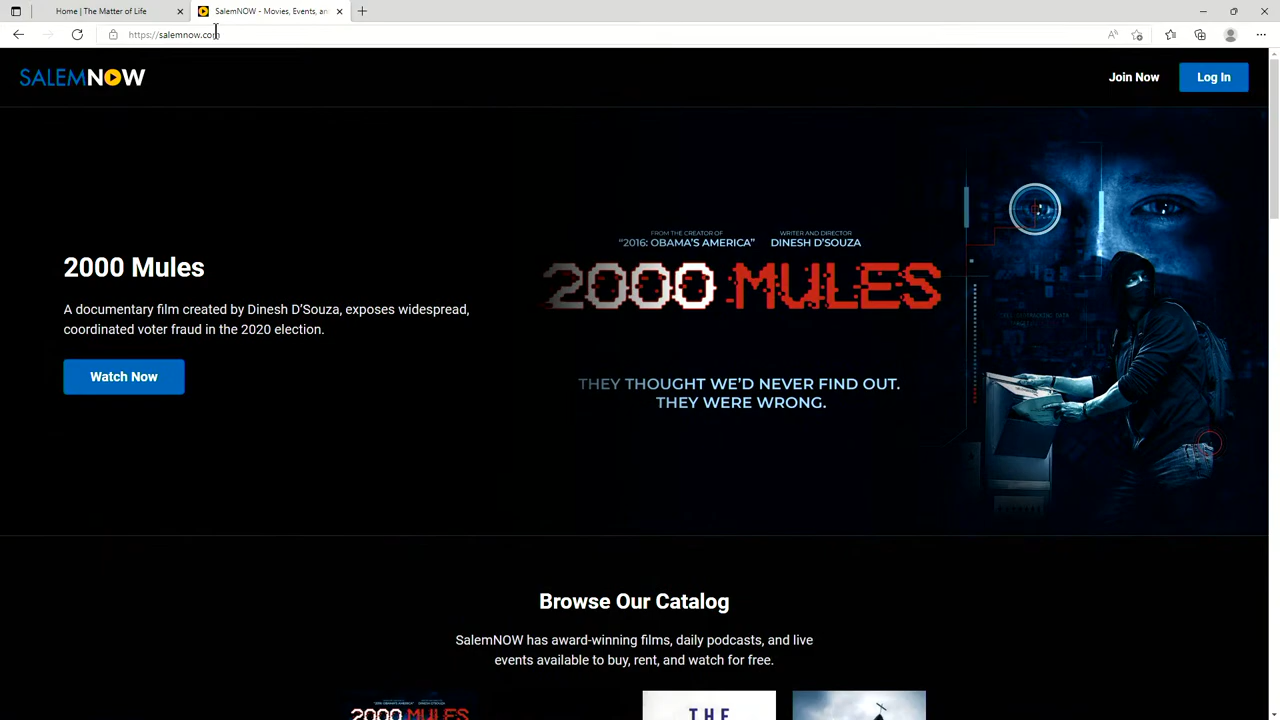 Home | The Matter of Life
SalemNOW - Movies, Events, an
https://salemnow.com
SALEMNOW
Join Now
Log In
2000 Mules
A documentary film created by Dinesh D'Souza, exposes widespread,
coordinated voter fraud in the 2020 election.
Watch Now
FROM THE CREATOR OF
"2016: OBAMA'S AMERICA"
WRITER AND DIRECTOR
DINESH D'SOUZA
2000 MULES
THEY THOUGHT WE'D NEVER FIND OUT.
THEY WERE WRONG.
Browse Our Catalog
SalemNOW has award-winning films, daily podcasts, and live
events available to buy, rent, and watch for free.
2000 MULES
THE